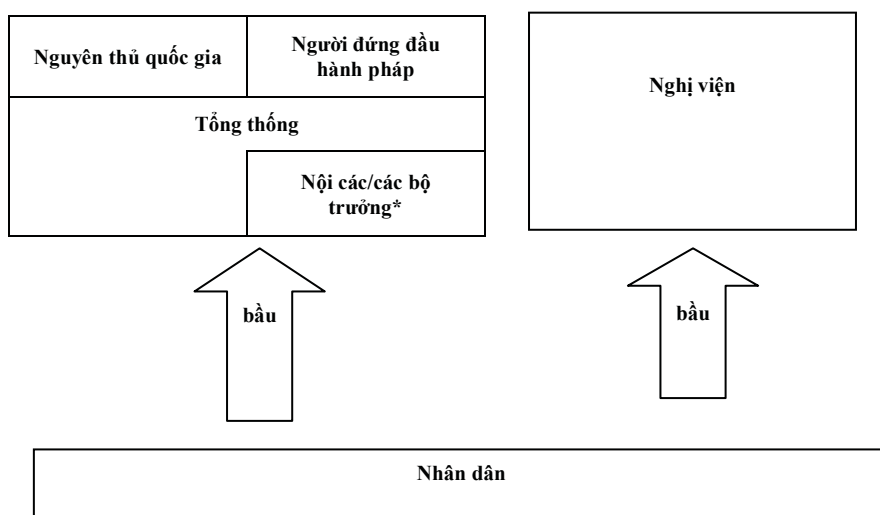 Nguyên thủ quốc gia
Người đứng đầu
hành pháp
Nghị viện
Tổng thống
Nội các/các bộ
trưởng*
bầu
bầu
Nhân dân